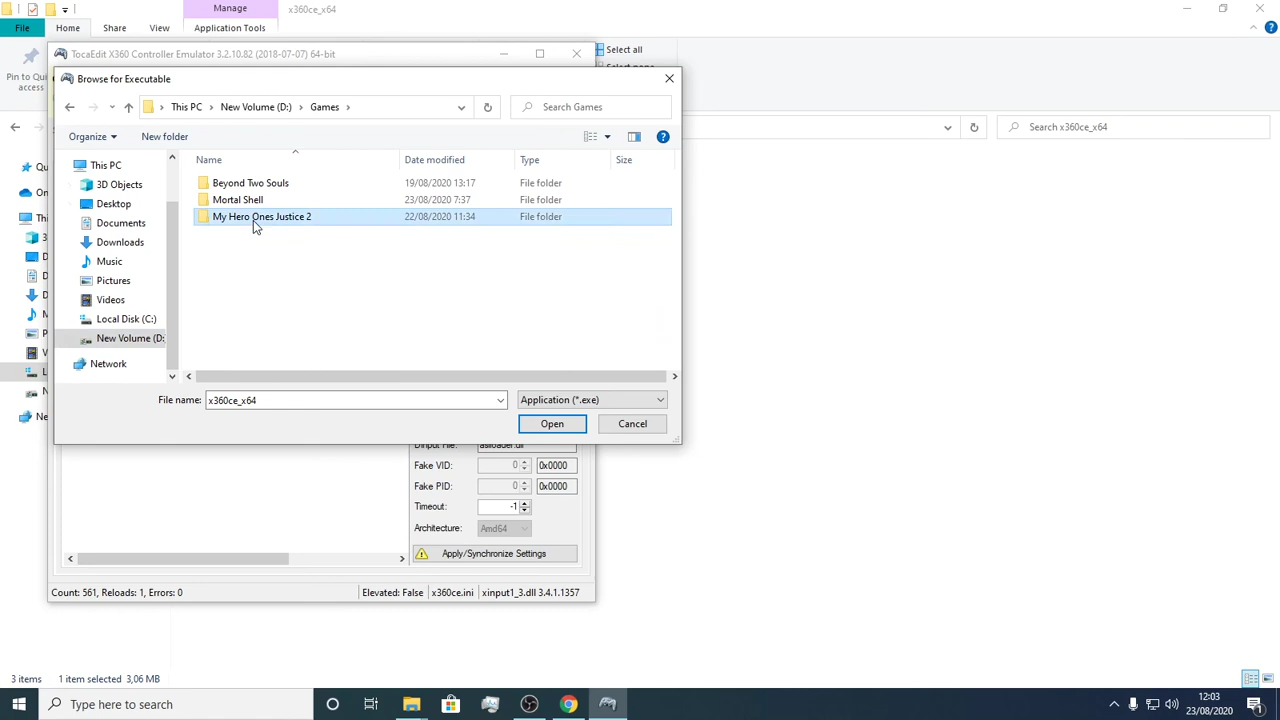 Manage
x360ce_x64
File
Home
Share
View
Application Tools
Pin to Quick access
TocaEdit X360 Controller Emulator 3.2.10.82 (2018-07-07) 64-bit
Select all
Browse for Executable
This PC
New Volume (D:)
Games
Search Games
Search x360ce_x64
Organize
New folder
Name
Date modified
Type
Size
This PC
3D Objects
Desktop
Documents
Downloads
Music
Pictures
Videos
Local Disk (C:)
New Volume (D:
Network
Beyond Two Souls
19/08/2020 13:17
File folder
Mortal Shell
23/08/2020 7:37
File folder
My Hero Ones Justice 2
22/08/2020 11:34
File folder
File name:
x360ce_x64
Application (*.exe)
Open
Cancel
DInput File:
asiloader.dll
Fake VID:
0
0x0000
Fake PID:
0
0x0000
Timeout:
-1
Architecture:
Amd64
Apply/Synchronize Settings
Count: 561, Reloads: 1, Errors: 0
Elevated: False
x360ce.ini
xinput1_3.dll 3.4.1.1357
3 items
1 item selected
3,06 MB
Type here to search
12:03
23/08/2020
1